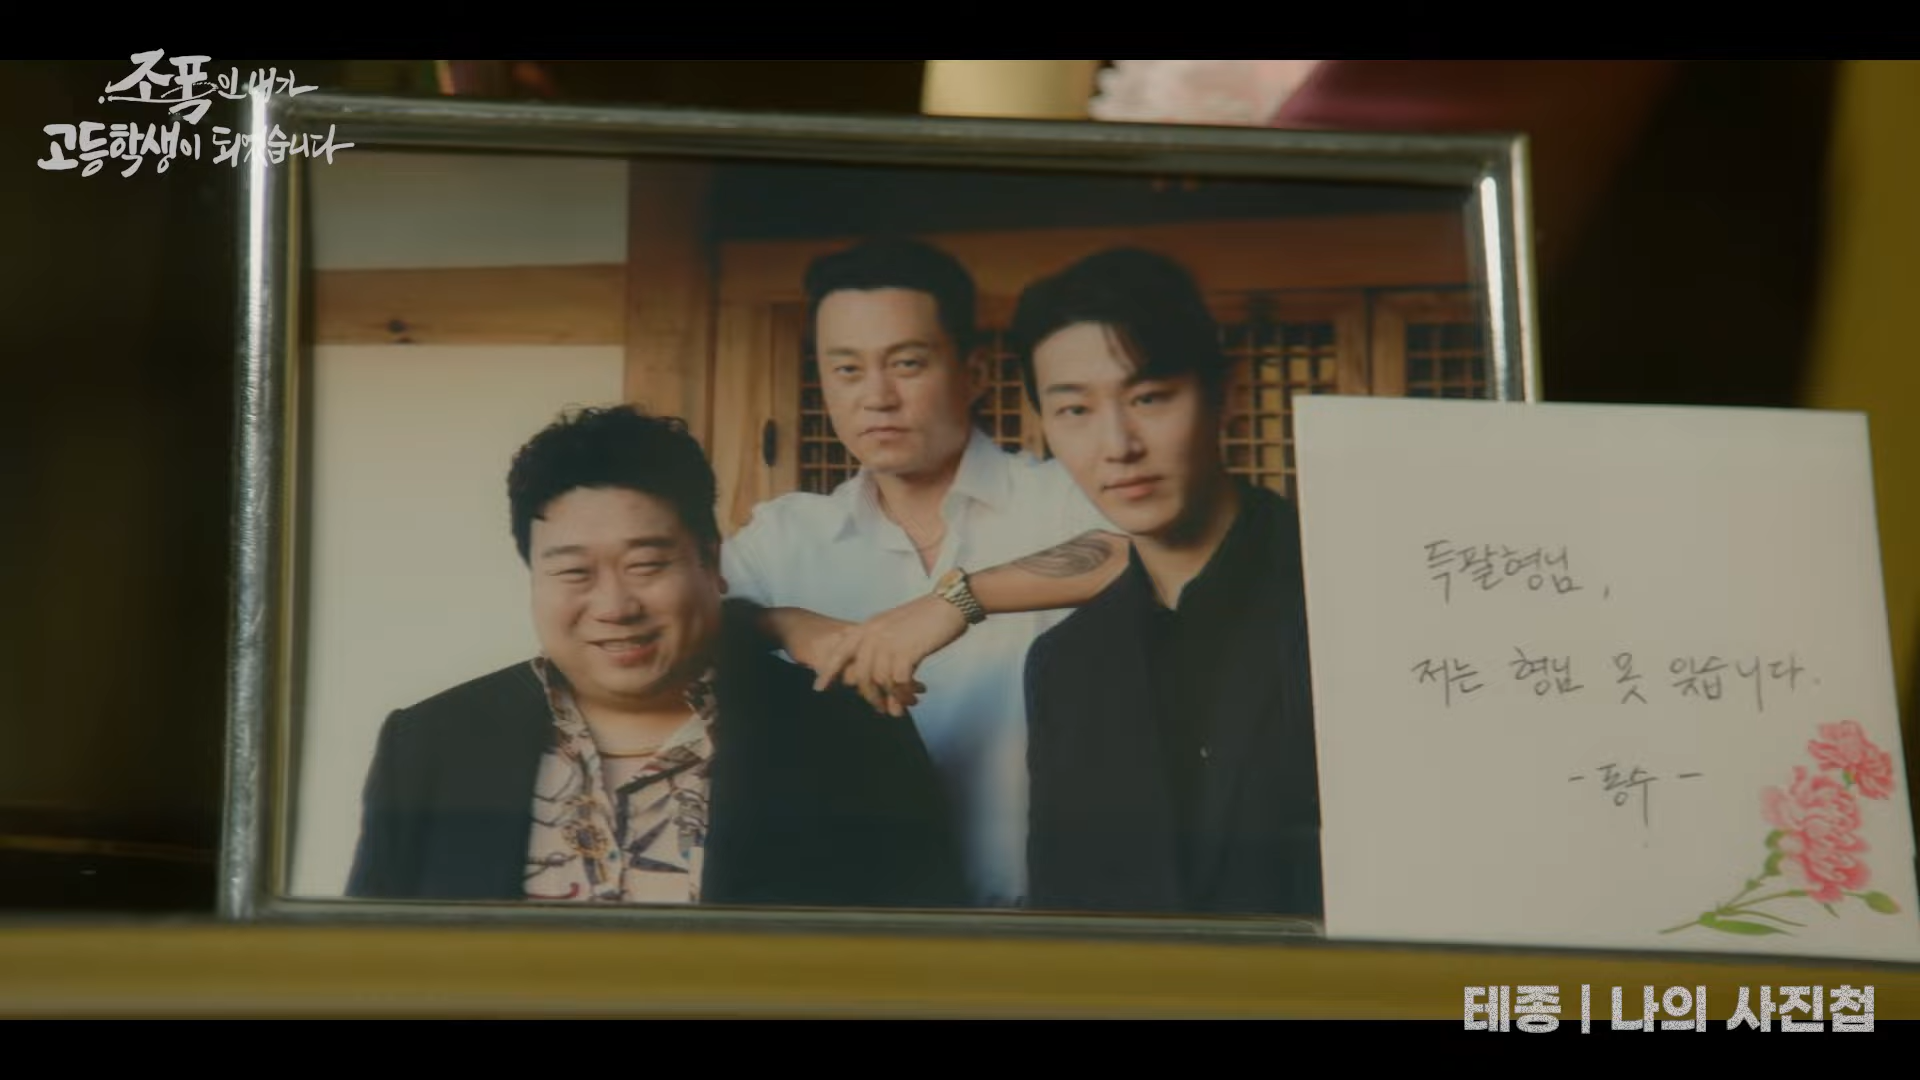 조폭인 내가
고등학생이 되었습니다
득팔형님,
저는 형님 못 잊습니다.
- 퐁수 -
테종 | 나의 사진첩